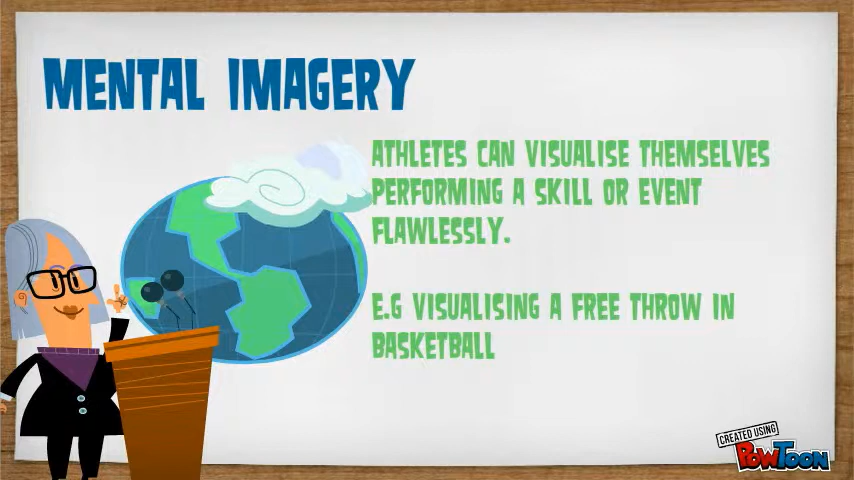 MENTAL IMAGERY
ATHLETES CAN VISUALISE THEMSELVES
PERFORMING A SKILL OR EVENT
FLAWLESSLY.
E.G VISUALISING A FREE THROW IN
BASKETBALL
CREATED USING
POWTOON